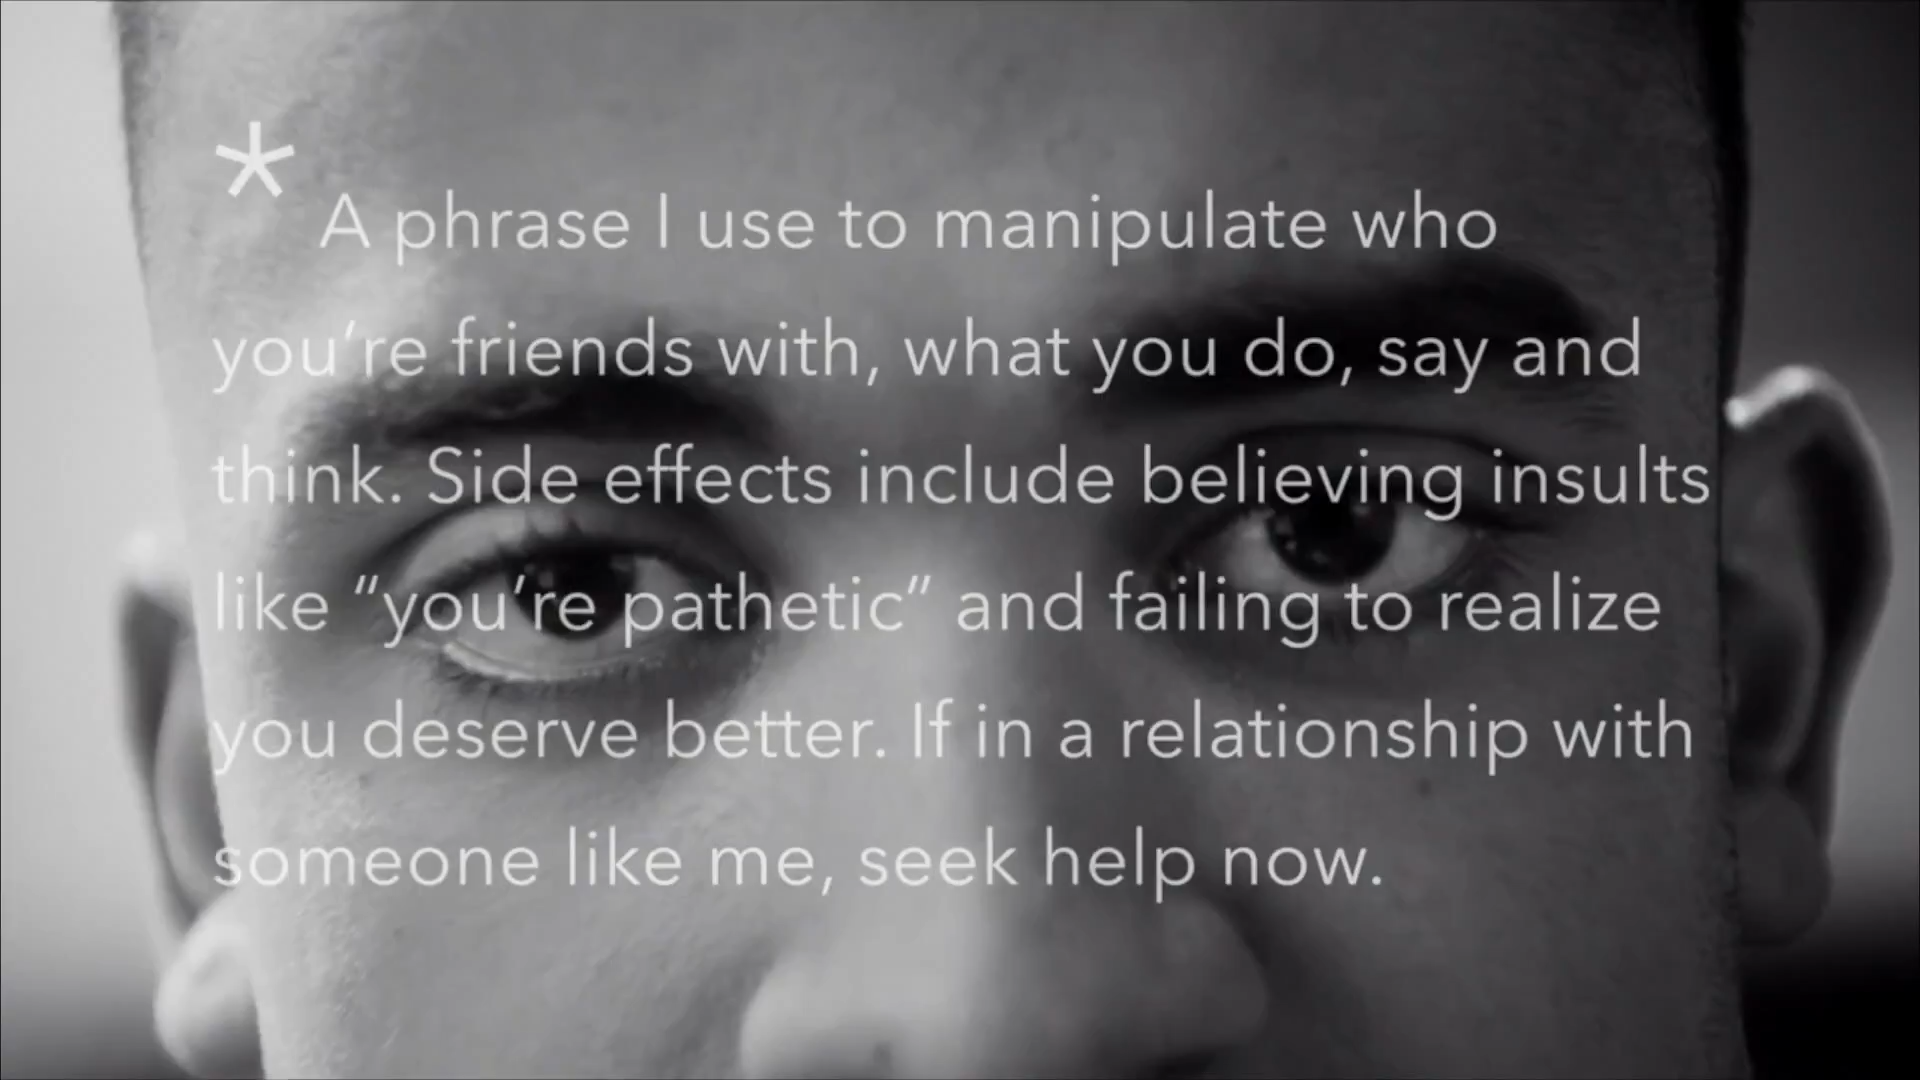 * A phrase I use to manipulate who
you’re friends with, what you do, say and
think. Side effects include believing insults
like “you’re pathetic” and failing to realize
you deserve better. If in a relationship with
someone like me, seek help now.